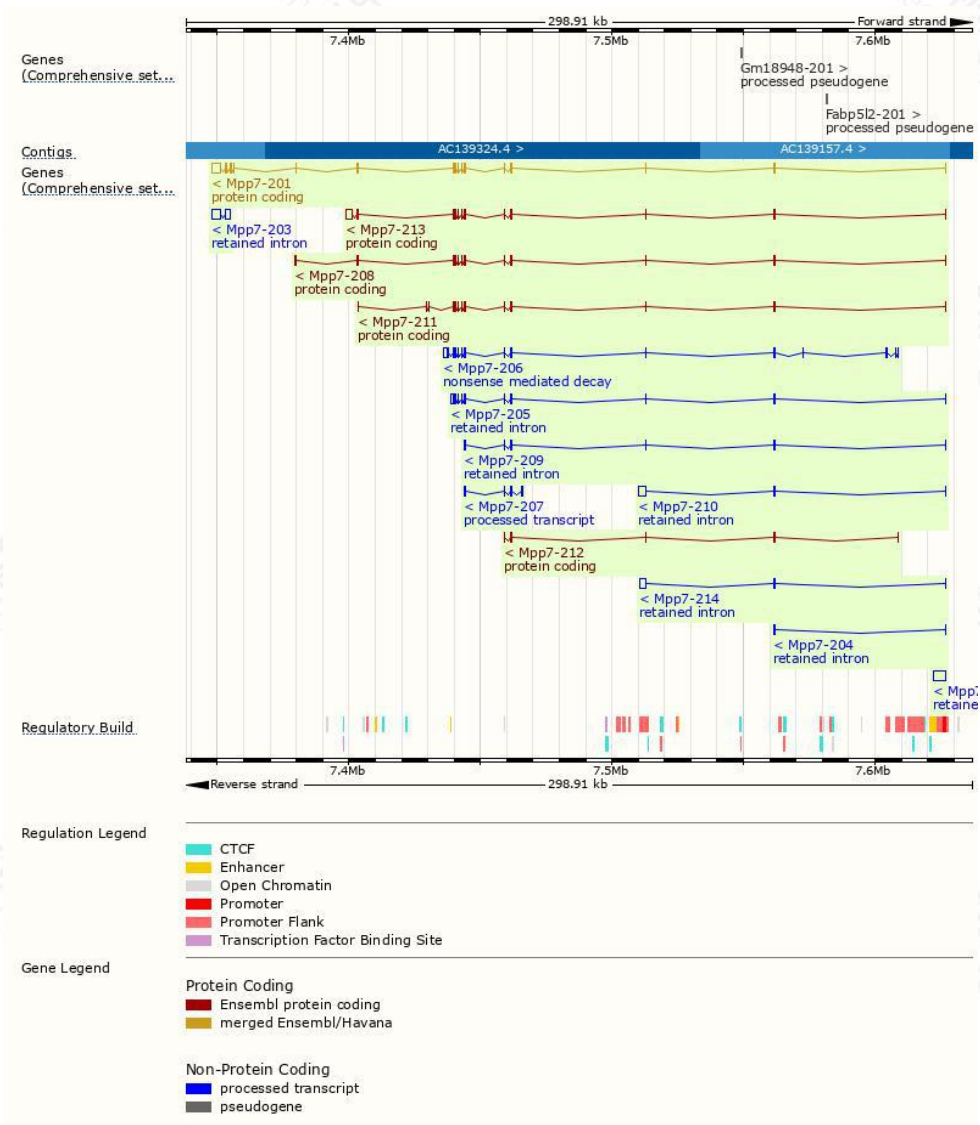 298.91 kb
Forward strand
7.4Mb
7.5Mb
7.6Mb
Genes
(Comprehensive set...
Gm18948-201 >
processed pseudogene
Fabp5l2-201 >
processed pseudogene
Contigs
AC139324.4 >
AC139157.4 >
Genes
(Comprehensive set...
< Mpp7-201
protein coding
< Mpp7-203
retained intron
< Mpp7-213
protein coding
< Mpp7-208
protein coding
< Mpp7-211
protein coding
< Mpp7-206
nonsense mediated decay
< Mpp7-205
retained intron
< Mpp7-209
retained intron
< Mpp7-207
processed transcript
< Mpp7-210
retained intron
< Mpp7-212
protein coding
< Mpp7-214
retained intron
< Mpp7-204
retained intron
< Mpp7
retaine
Regulatory Build
7.4Mb
7.5Mb
7.6Mb
Reverse strand
298.91 kb
Regulation Legend
CTCF
Enhancer
Open Chromatin
Promoter
Promoter Flank
Transcription Factor Binding Site
Gene Legend
Protein Coding
Ensembl protein coding
merged Ensembl/Havana
Non-Protein Coding
processed transcript
pseudogene